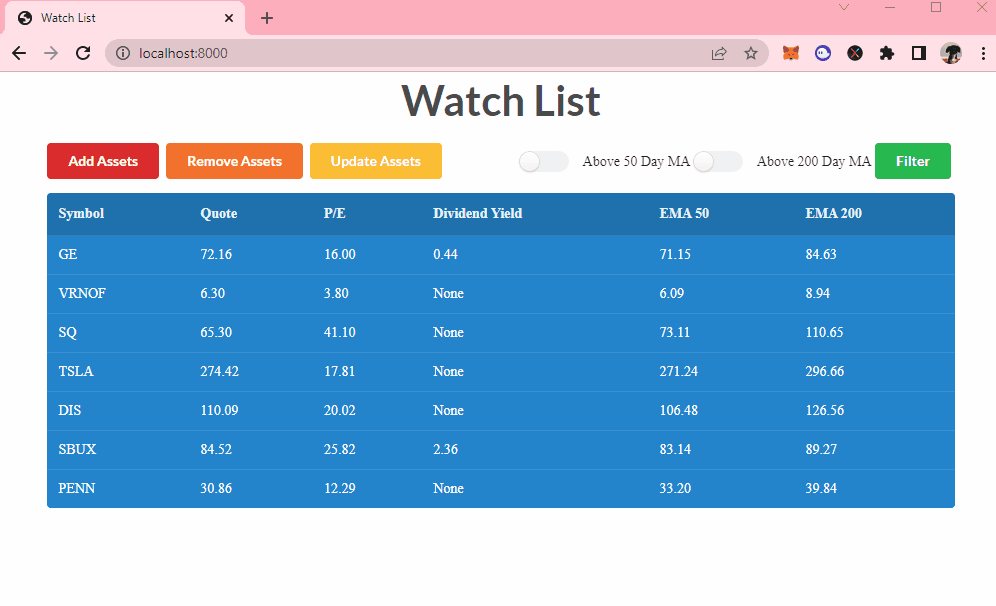 Watch List
localhost:8000
Watch List
Add Assets Remove Assets Update Assets Above 50 Day MA Above 200 Day MA Filter
Symbol Quote P/E Dividend Yield EMA 50 EMA 200
GE 72.16 16.00 0.44 71.15 84.63
VRNOF 6.30 3.80 None 6.09 8.94
SQ 65.30 41.10 None 73.11 110.65
TSLA 274.42 17.81 None 271.24 296.66
DIS 110.09 20.02 None 106.48 126.56
SBUX 84.52 25.82 2.36 83.14 89.27
PENN 30.86 12.29 None 33.20 39.84